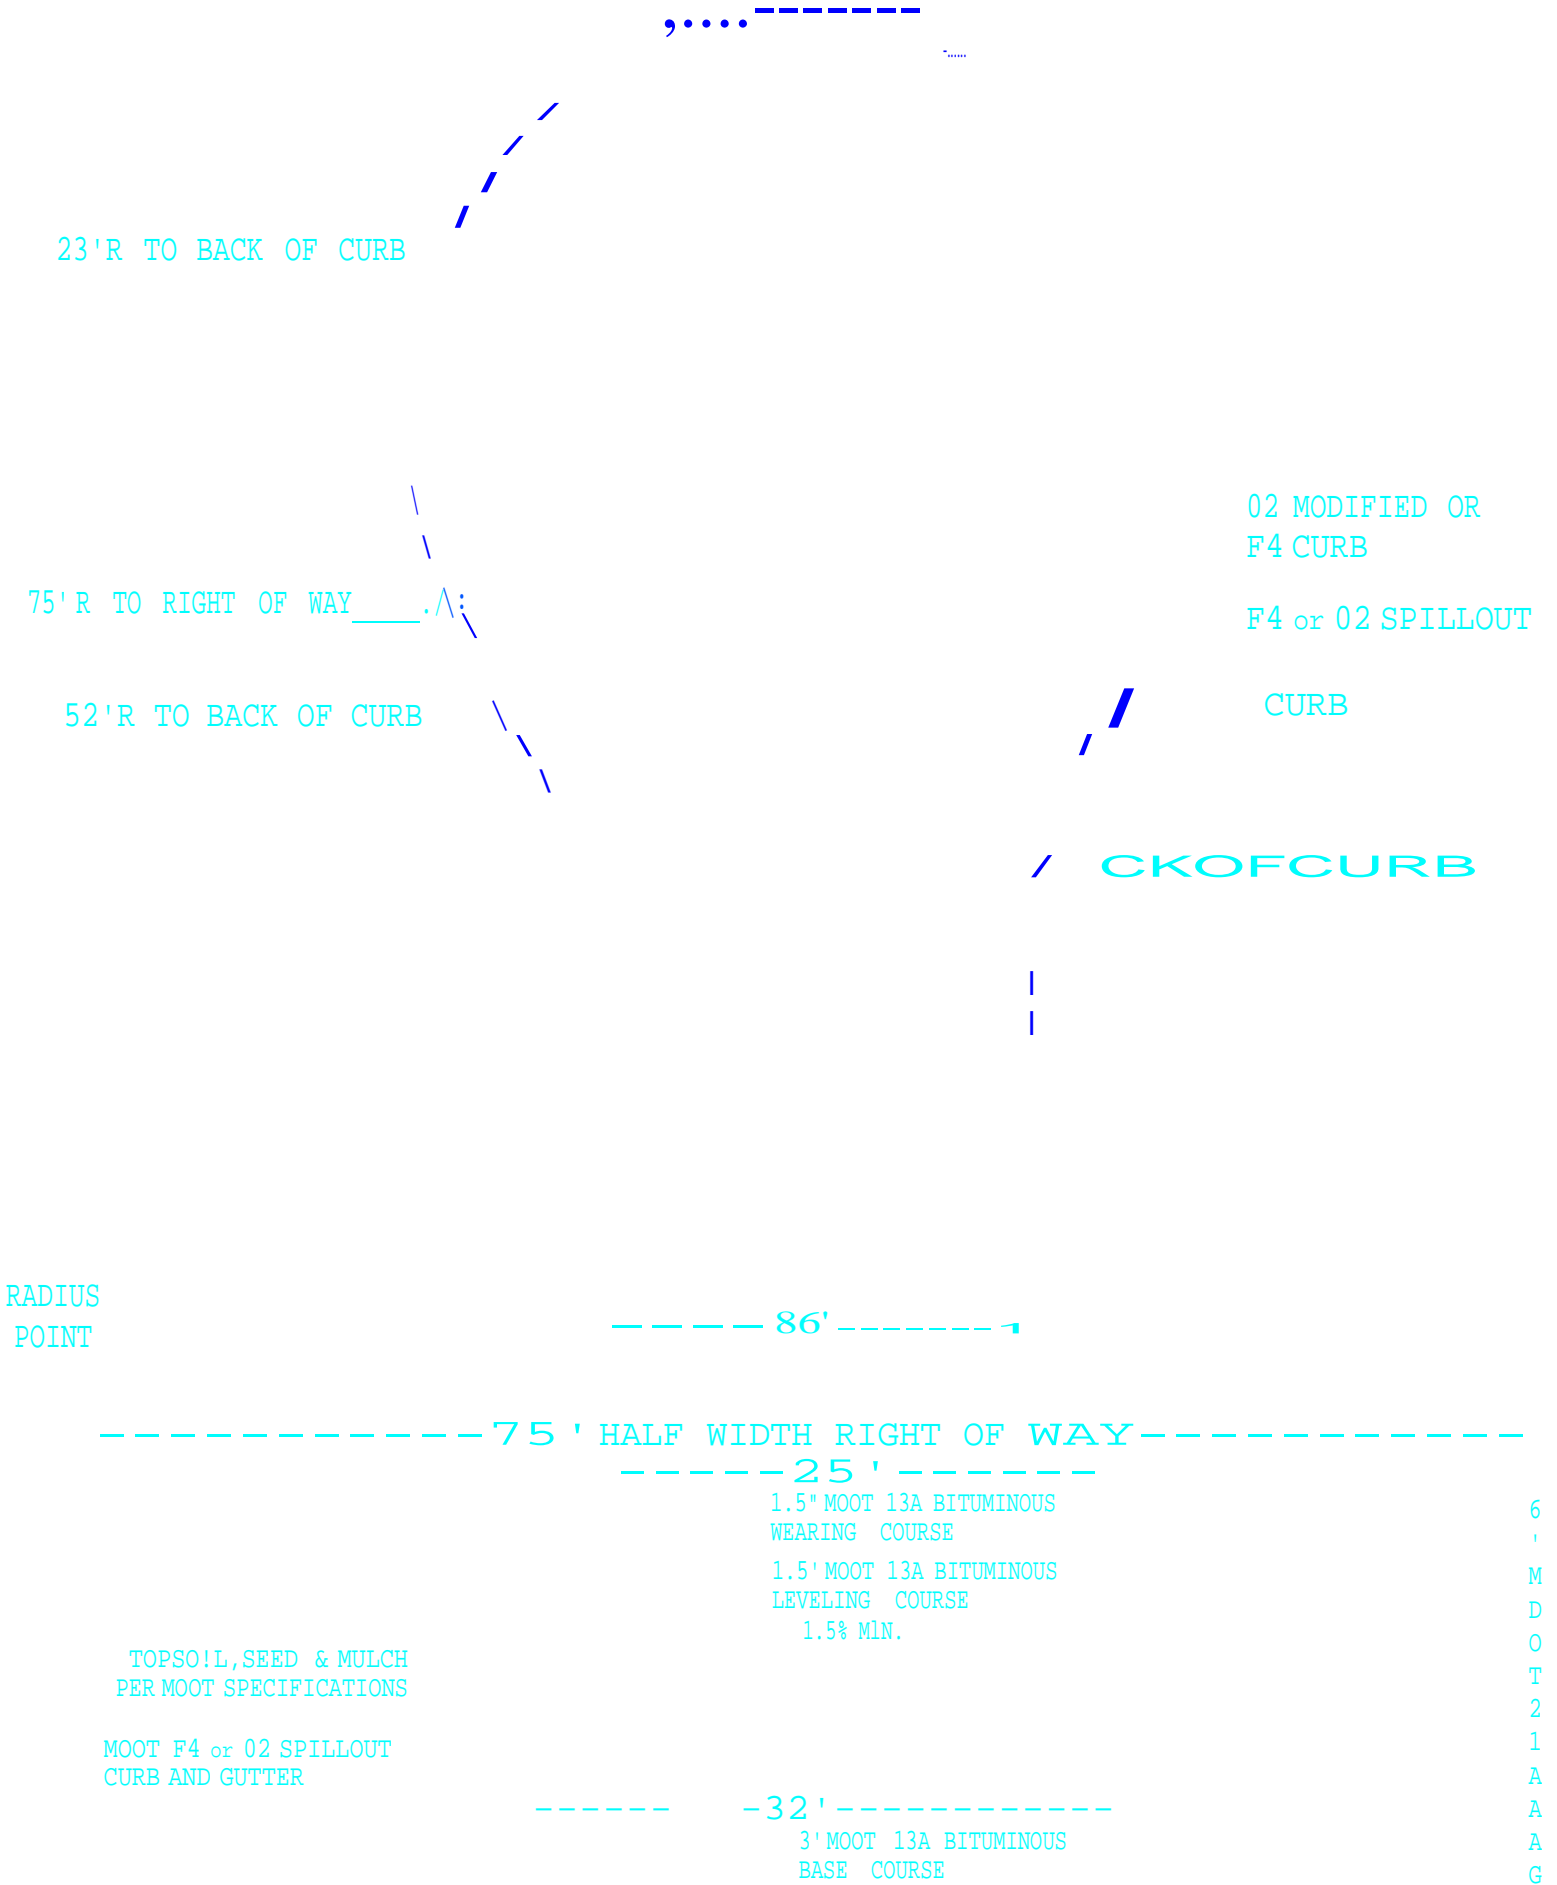 23'R TO BACK OF CURB
02 MODIFIED OR
F4 CURB
75'R TO RIGHT OF WAY____./\:
F4 or 02 SPILLOUT
52'R TO BACK OF CURB
CURB
CKOFCURB
RADIUS
POINT
----86'-------1
-----------75'HALF WIDTH RIGHT OF WAY-----------
-----25'------
1.5" MOOT 13A BITUMINOUS
WEARING COURSE
1.5' MOOT 13A BITUMINOUS
LEVELING COURSE
1.5% MlN.
6'MDOT21AAAG
TOPSO!L,SEED & MULCH
PER MOOT SPECIFICATIONS
MOOT F4 or 02 SPILLOUT
CURB AND GUTTER
------ -32'------------
3' MOOT 13A BITUMINOUS
BASE COURSE